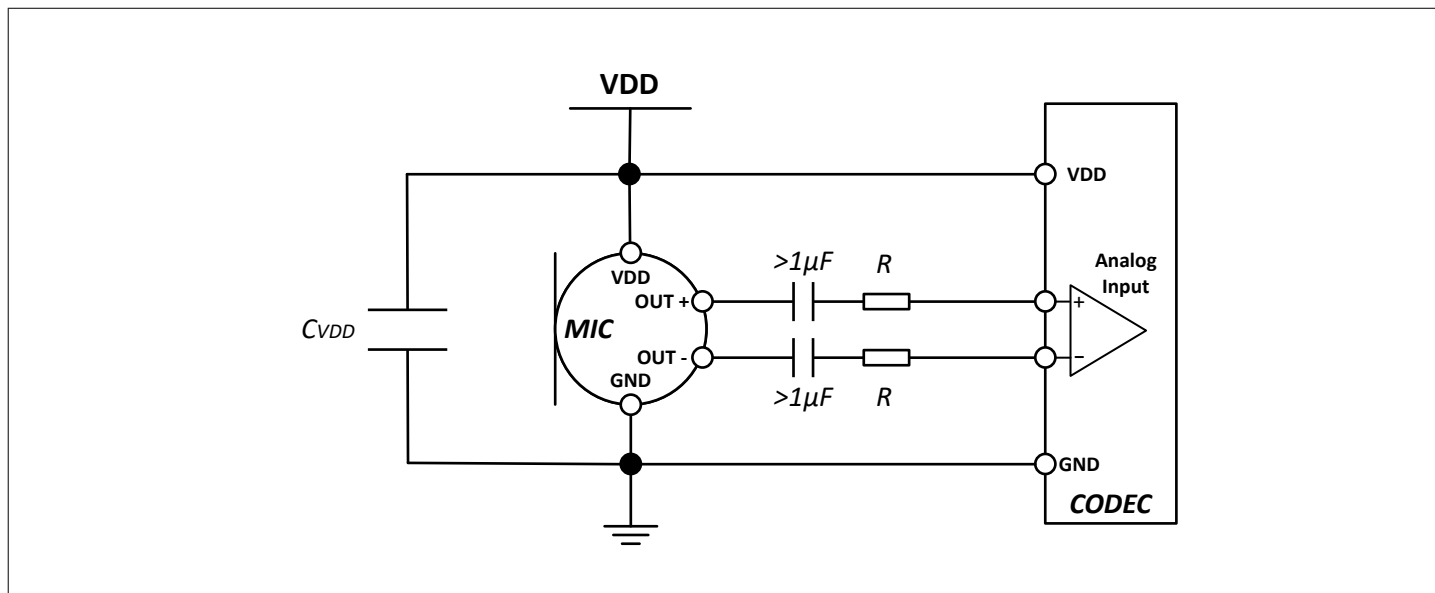 VDD
VDD
>1μF
R
Analog
Input
VDD
OUT +
+
CVDD
MIC
OUT -
−
GND
>1μF
R
GND
CODEC